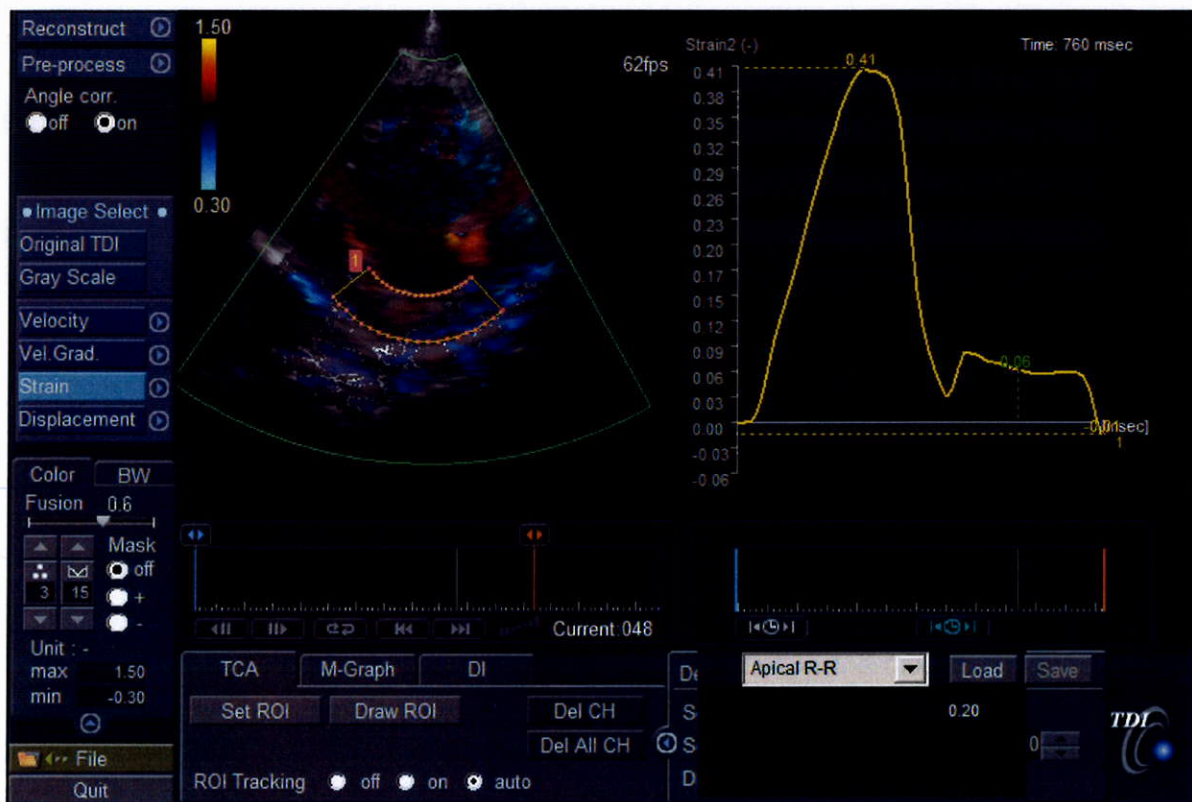 Reconstruct
Pre-process
Angle corr.
off on
Image Select
Original TDI
Gray Scale
Velocity
Vel.Grad.
Strain
Displacement
Color BW
Fusion 0.6
Mask
off
3 15 +
-
Unit : -
max 1.50
min -0.30
File
Quit
1.50
0.30
62fps
1
Strain2 (-)
Time: 760 msec
0.41
0.41
0.38
0.35
0.32
0.29
0.26
0.23
0.20
0.17
0.15
0.12
0.09
0.06
0.06
0.03
0.00
-0.03
-0.06
1
Current:048
TCA M-Graph DI
Set ROI Draw ROI Del CH
Del All CH
ROI Tracking off on auto
De
S
S
D
Apical R-R Load Save
0.20
0
TDI